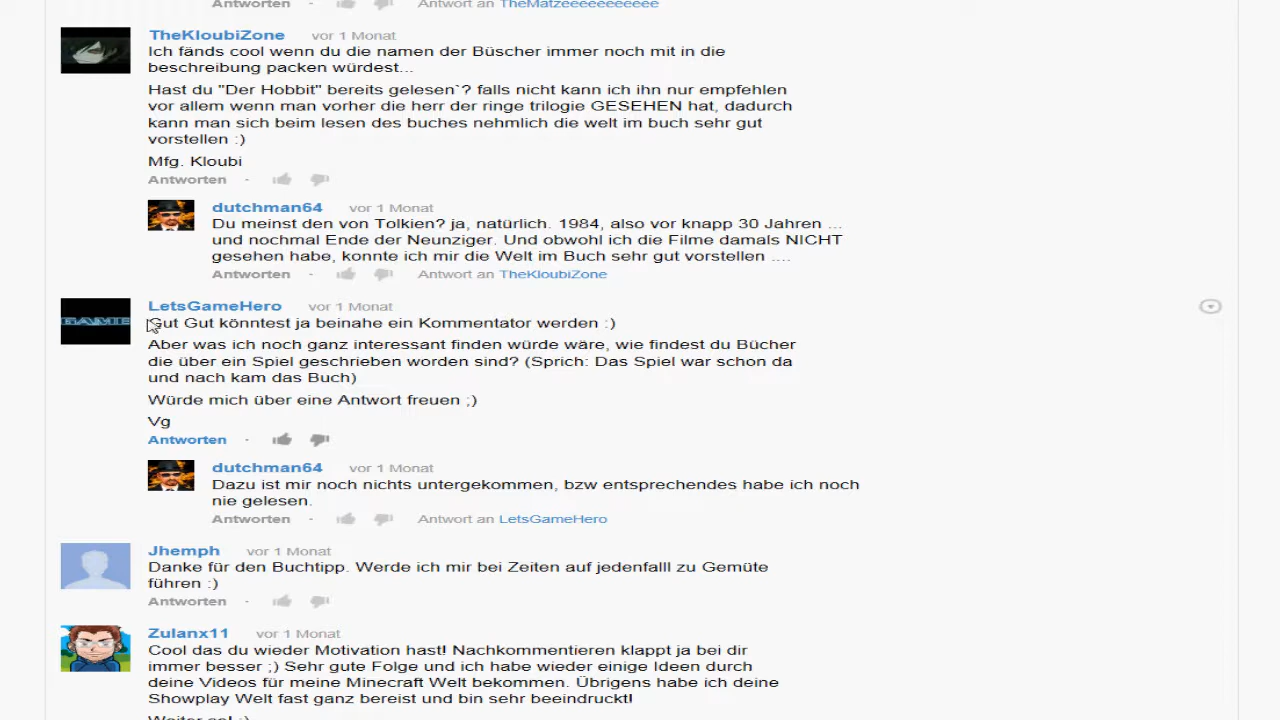 Antworten · Antwort an TheMatzeeeeeeeeeee
TheKloubiZone vor 1 Monat
Ich fänds cool wenn du die namen der Büscher immer noch mit in die
beschreibung packen würdest...
Hast du "Der Hobbit" bereits gelesen`? falls nicht kann ich ihn nur empfehlen
vor allem wenn man vorher die herr der ringe trilogie GESEHEN hat, dadurch
kann man sich beim lesen des buches nehmlich die welt im buch sehr gut
vorstellen :)
Mfg. Kloubi
Antworten ·
dutchman64 vor 1 Monat
Du meinst den von Tolkien? ja, natürlich. 1984, also vor knapp 30 Jahren ...
und nochmal Ende der Neunziger. Und obwohl ich die Filme damals NICHT
gesehen habe, konnte ich mir die Welt im Buch sehr gut vorstellen ....
Antworten · Antwort an TheKloubiZone
GAME
LetsGameHero vor 1 Monat
Gut Gut könntest ja beinahe ein Kommentator werden :)
Aber was ich noch ganz interessant finden würde wäre, wie findest du Bücher
die über ein Spiel geschrieben worden sind? (Sprich: Das Spiel war schon da
und nach kam das Buch)
Würde mich über eine Antwort freuen ;)
Vg
Antworten ·
dutchman64 vor 1 Monat
Dazu ist mir noch nichts untergekommen, bzw entsprechendes habe ich noch
nie gelesen.
Antworten · Antwort an LetsGameHero
Jhemph vor 1 Monat
Danke für den Buchtipp. Werde ich mir bei Zeiten auf jedenfalll zu Gemüte
führen :)
Antworten ·
Zulanx11 vor 1 Monat
Cool das du wieder Motivation hast! Nachkommentieren klappt ja bei dir
immer besser ;) Sehr gute Folge und ich habe wieder einige Ideen durch
deine Videos für meine Minecraft Welt bekommen. Übrigens habe ich deine
Showplay Welt fast ganz bereist und bin sehr beeindruckt!
Weiter so! :)